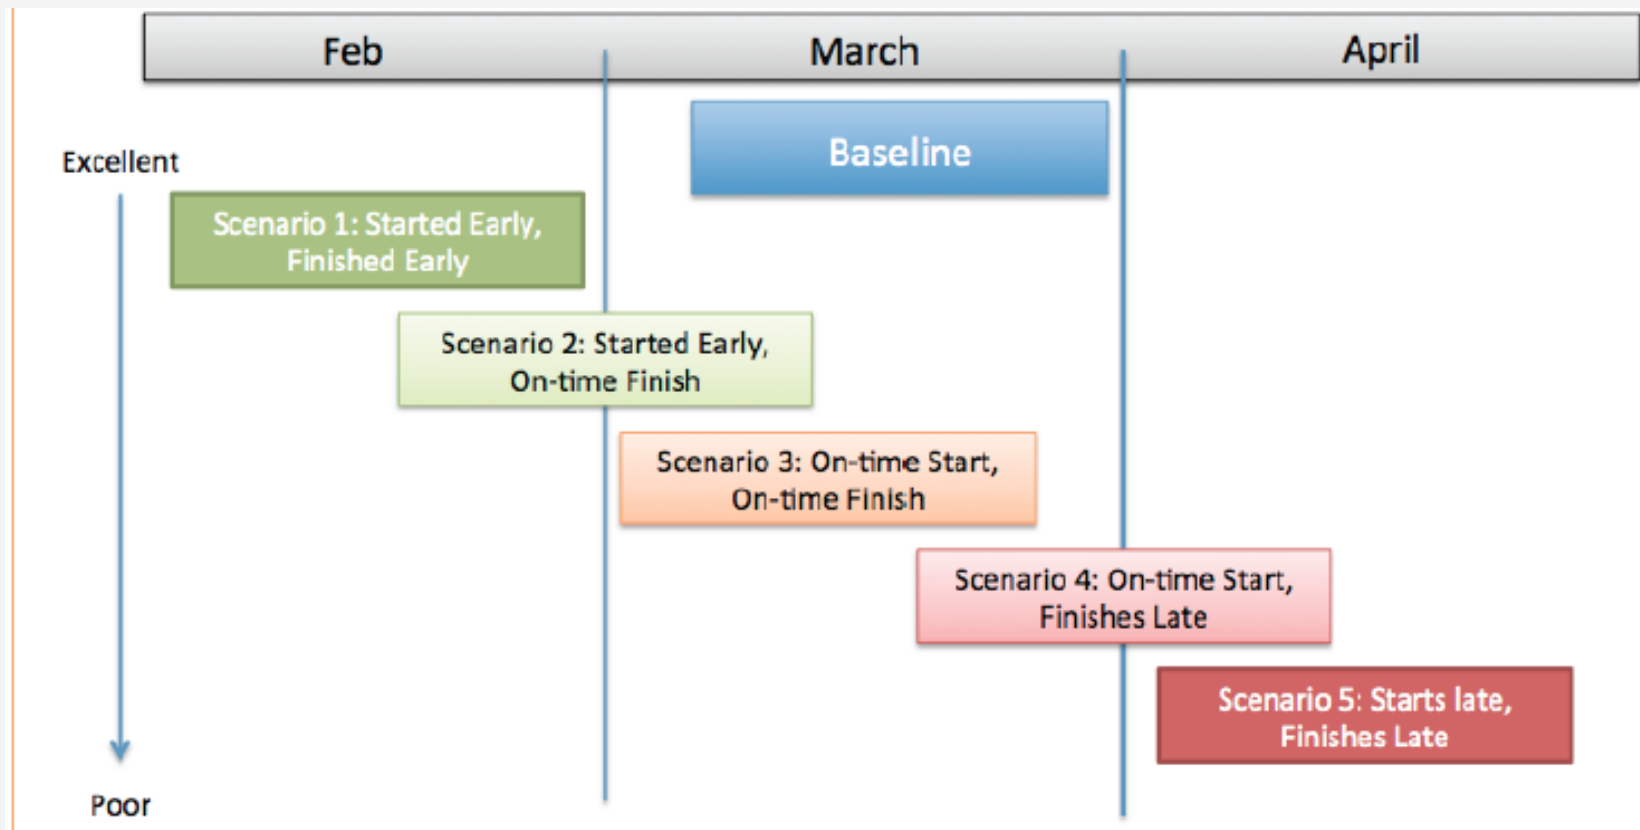 Feb
March
April
Baseline
Excellent
Scenario 1: Started Early,
Finished Early
Scenario 2: Started Early,
On-time Finish
Scenario 3: On-time Start,
On-time Finish
Scenario 4: On-time Start,
Finishes Late
Scenario 5: Starts late,
Finishes Late
Poor